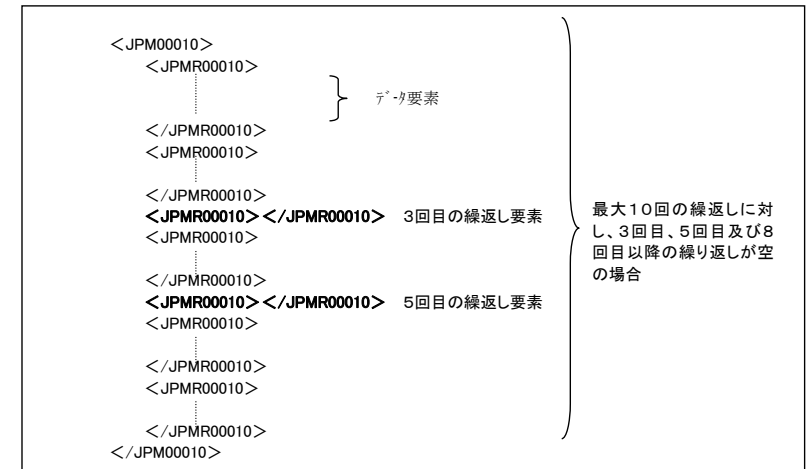 ＜JPM00010＞
＜JPMR00010＞
ﾃﾞｰﾀ要素
＜/JPMR00010＞
＜JPMR00010＞
＜/JPMR00010＞
＜JPMR00010＞＜/JPMR00010＞ 3回目の繰返し要素
＜JPMR00010＞
＜/JPMR00010＞
＜JPMR00010＞＜/JPMR00010＞ 5回目の繰返し要素
＜JPMR00010＞
＜/JPMR00010＞
＜JPMR00010＞
＜/JPMR00010＞
＜/JPM00010＞
最大１０回の繰返しに対
し、３回目、５回目及び８
回目以降の繰り返しが空
の場合